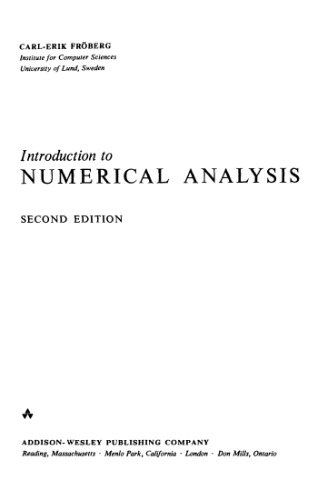 CARL-ERIK FRÖBERG
Institute for Computer Sciences
University of Lund, Sweden
Introduction to
NUMERICAL ANALYSIS
SECOND EDITION
ADDISON-WESLEY PUBLISHING COMPANY
Reading, Massachusetts · Menlo Park, California · London · Don Mills, Ontario